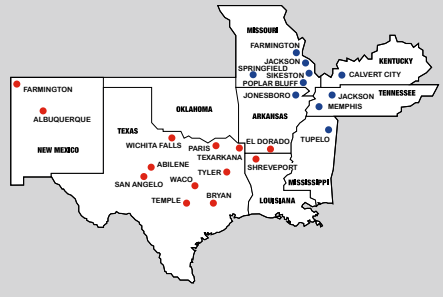 MISSOURI
FARMINGTON
JACKSON
SPRINGFIELD
SIKESTON
POPLAR BLUFF
KENTUCKY
CALVERT CITY
TENNESSEE
JACKSON
MEMPHIS
FARMINGTON
ALBUQUERQUE
NEW MEXICO
OKLAHOMA
JONESBORO
ARKANSAS
EL DORADO
TEXAS
WICHITA FALLS
PARIS
TEXARKANA
ABILENE
TYLER
SAN ANGELO
WACO
TEMPLE
BRYAN
SHREVEPORT
LOUISIANA
TUPELO
MISSISSIPPI